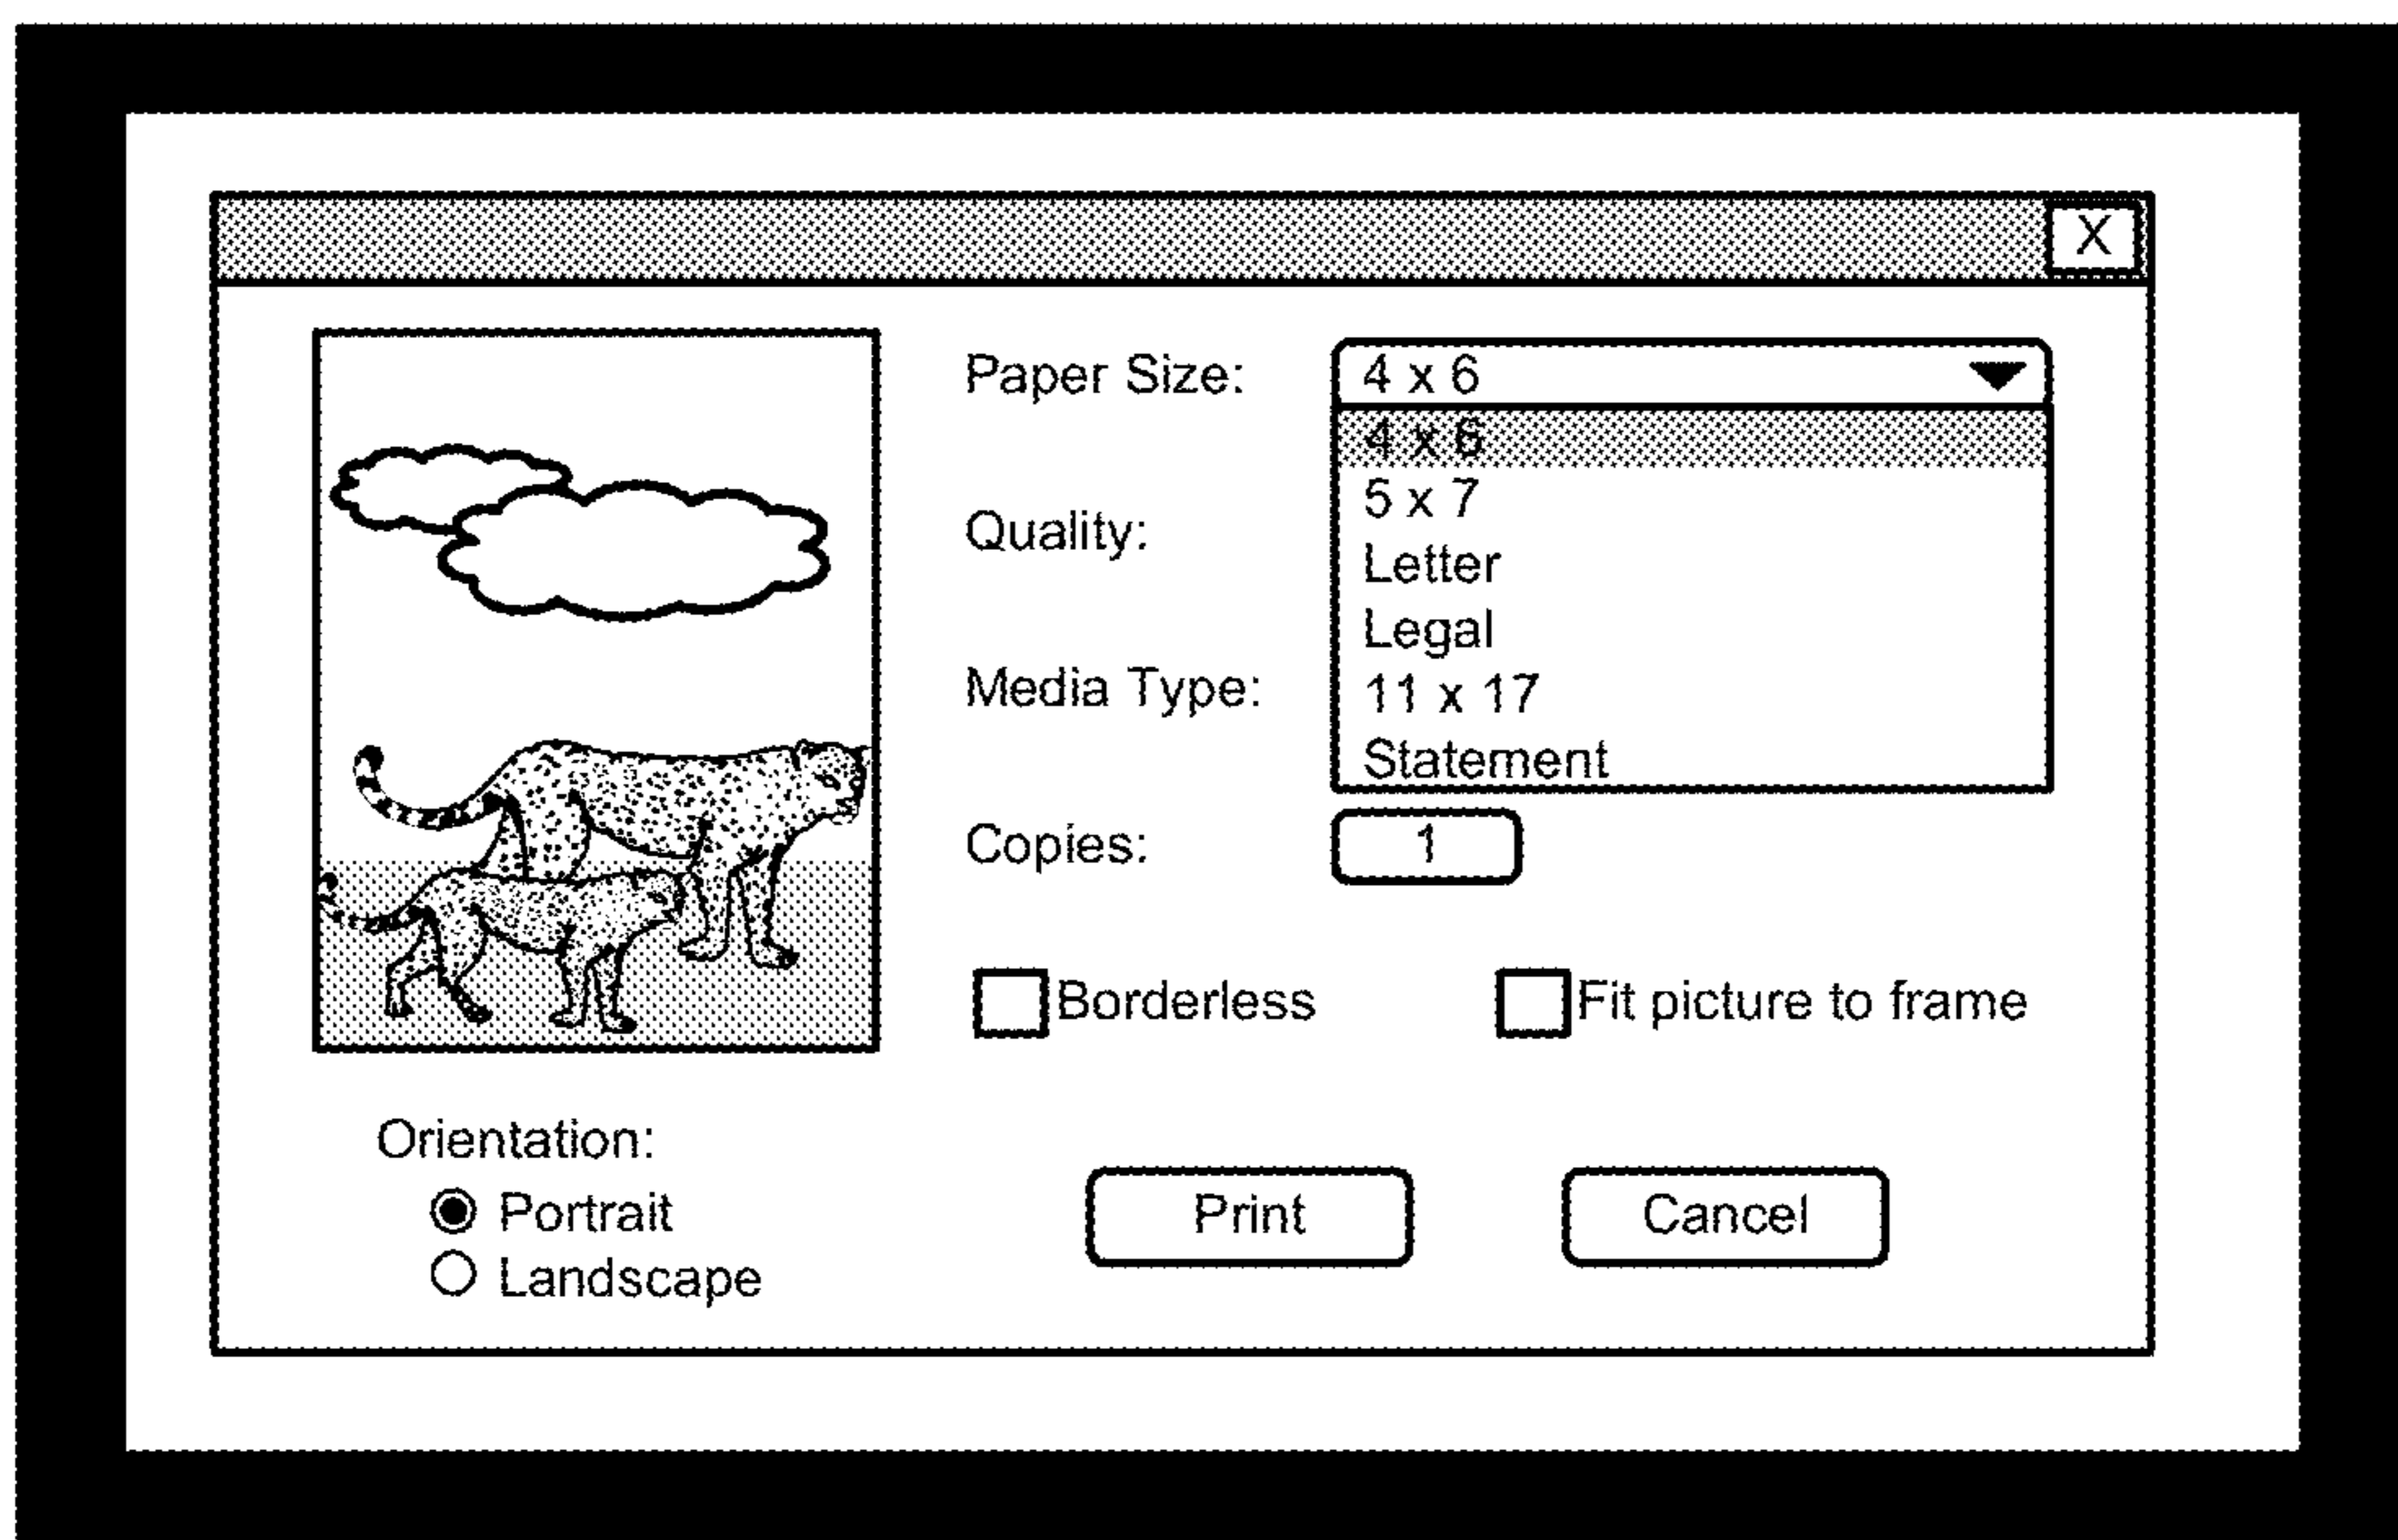 X
Paper Size: 4 x 6
4 x 6
5 x 7
Quality:
Letter
Legal
Media Type:
11 x 17
Statement
Copies: 1
Borderless Fit picture to frame
Orientation:
Portrait
Landscape
Print Cancel